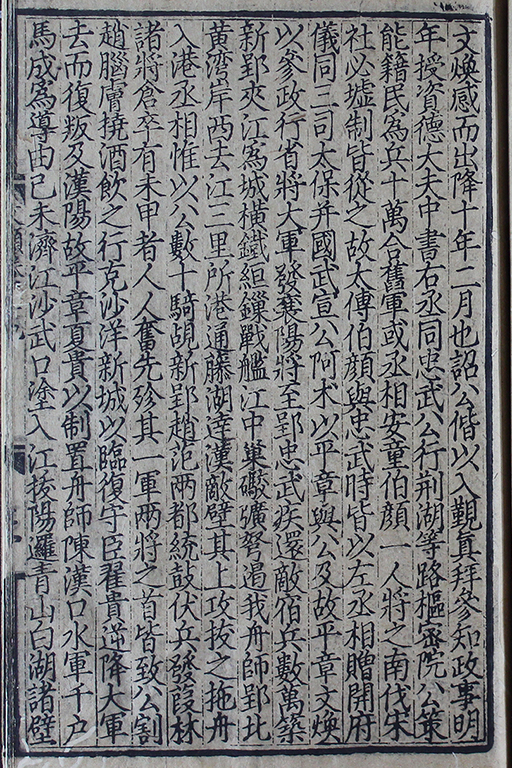 文煥感而出降十年二月也詔公偕以入覲真拜參知政事明
年授資德大夫中書右丞同忠武公行荆湖等路樞宻院公策
能籍民為兵十萬合舊軍或丞相安童伯顔一人將之南伐宋
社必墟制皆從之故太傅伯顔與忠武時皆以左丞相贈開府
儀同三司太保并國武宣公阿术以平章與公及故平章文煥
以參政行省將大軍發襄陽將至郢忠武疾還敵宿兵數萬築
新郢夾江為城橫鐵絙鏁戰艦江中巢礮彍弩遏我舟師郢北
黄湾岸西去江三里所港通藤湖達漢敵壁其上攻拔之拖舟
入港丞相惟以公數十騎覘新郢趙范兩都統鼓伏兵發葭林
諸將倉卒有未甲者人人奮先殄其一軍兩將之首皆致公割
趙腦膚撓酒飲之行克沙洋新城以臨復守臣翟貴逆降大軍
去而復叛及漢陽故平章夏貴以制置舟師陳漢口水軍千户
馬成為導由已未濟江沙武口塗入江拔陽邏青山白湖諸壁